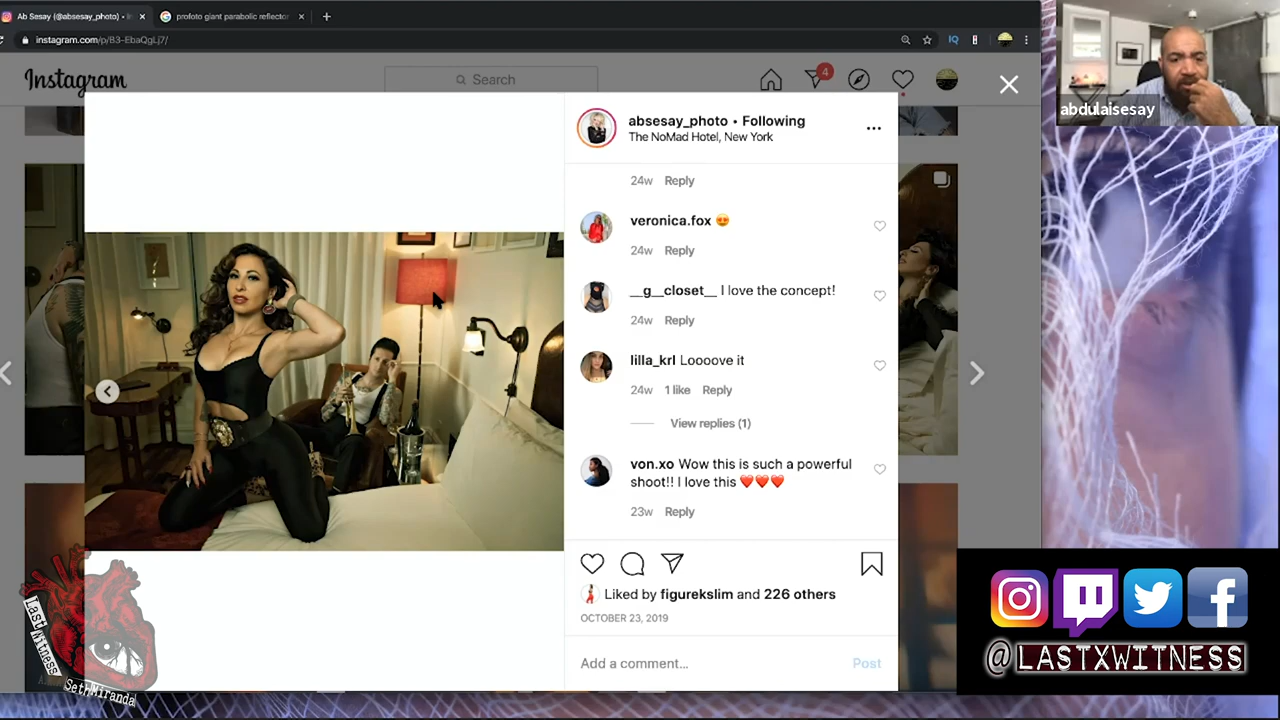 Ab Sesay (@absesay_photo) •
profoto giant parabolic reflector
instagram.com/p/B3-EbaQgLj7/
IQ
Instagram
Search
4
absesay_photo • Following
The NoMad Hotel, New York
24w Reply
veronica.fox 😍
24w Reply
__g__closet__ I love the concept!
24w Reply
lilla_krl Loooove it
24w 1 like Reply
View replies (1)
von.xo Wow this is such a powerful
shoot!! I love this ❤️❤️❤️
23w Reply
Liked by figurekslim and 226 others
OCTOBER 23, 2019
Add a comment... Post
abdulaisesay
Last Witness
SethMiranda
@LASTXWITNESS